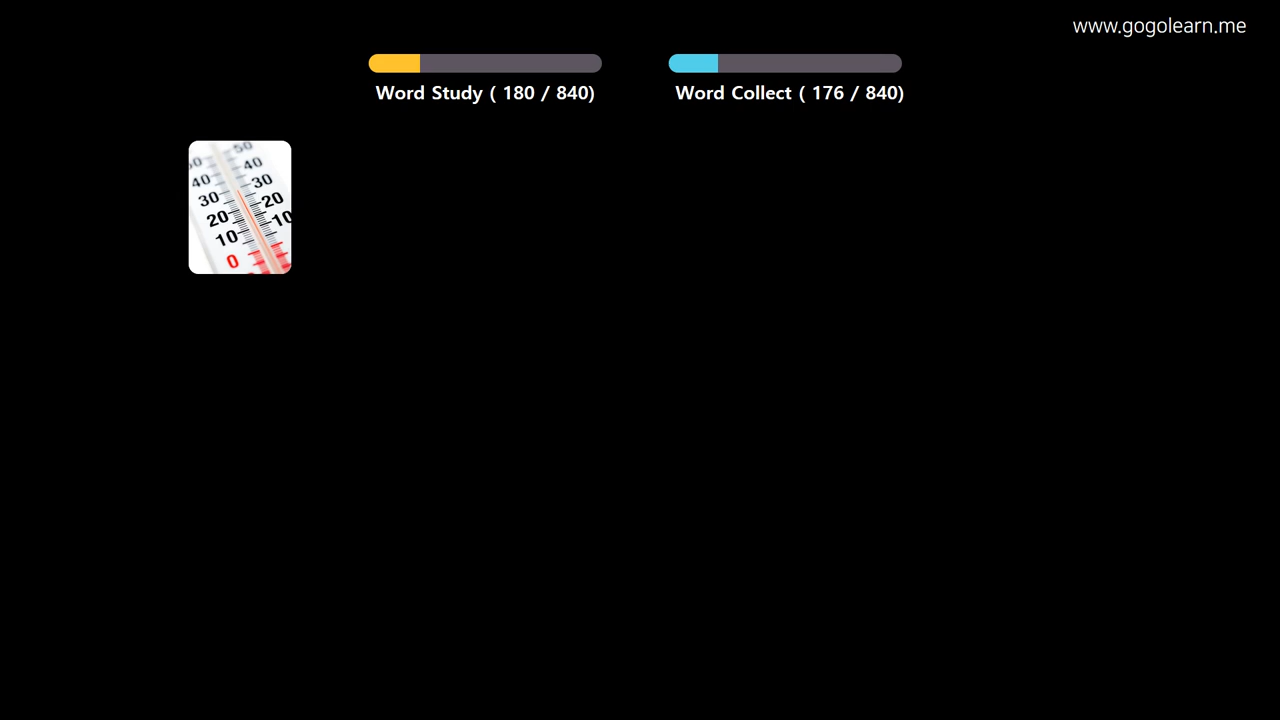 www.gogolearn.me
Word Study ( 180 / 840)
Word Collect ( 176 / 840)
50
40 40
30 30
20 20
10 10
0